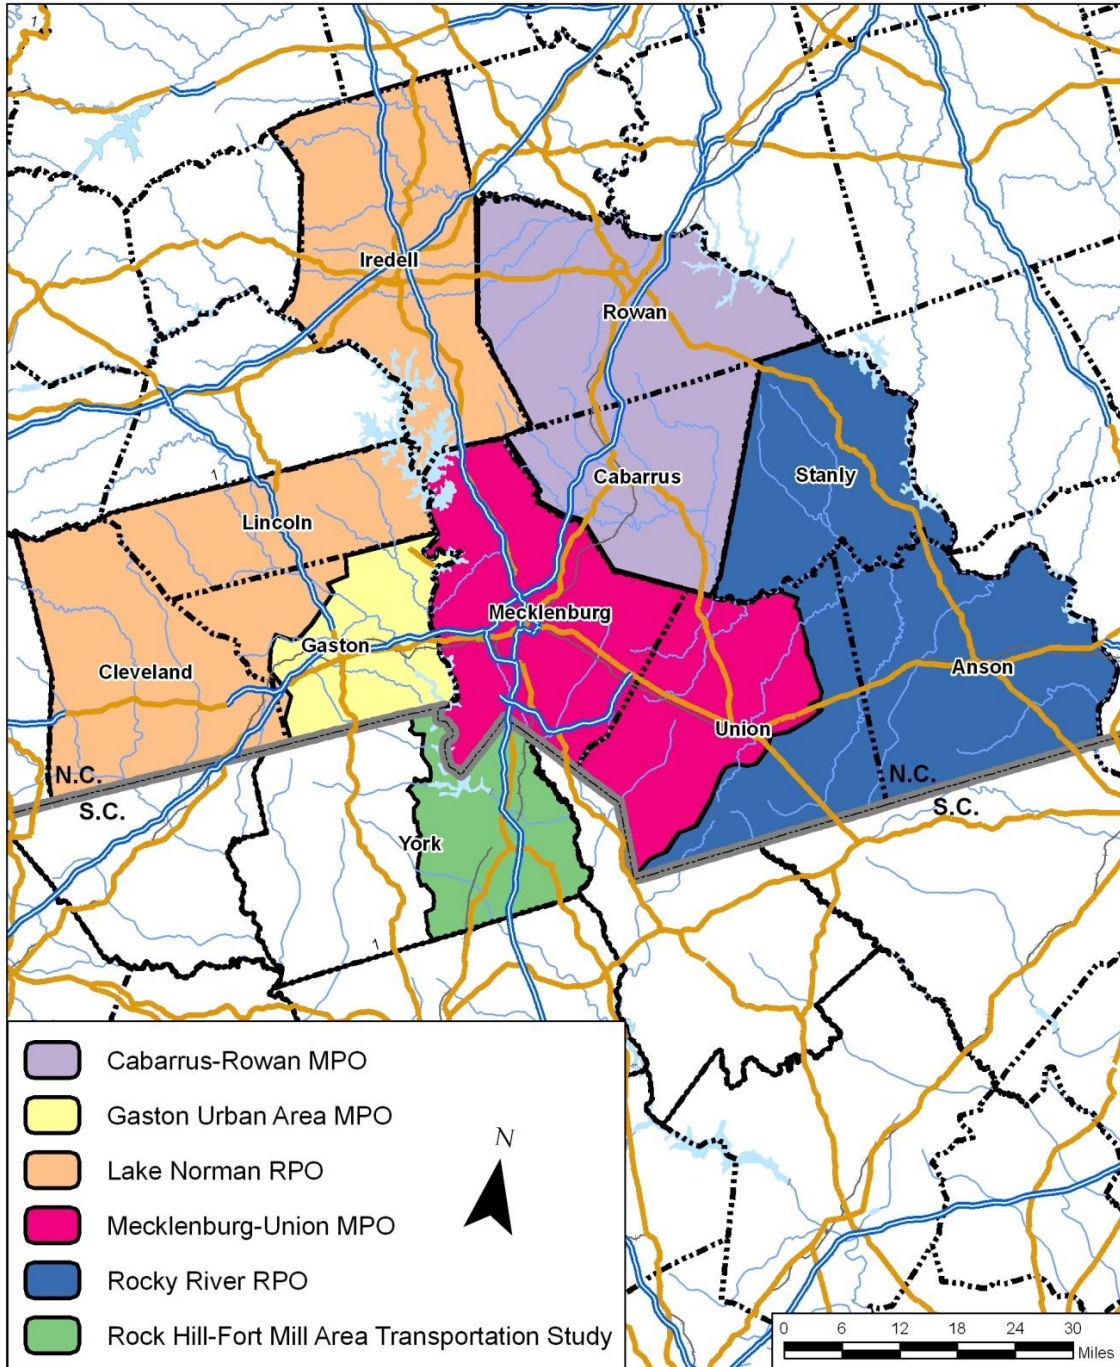 1
Iredell
Rowan
Cabarrus
Stanly
1
Lincoln
Mecklenburg
Gaston
Cleveland
Anson
Union
N.C.
S.C.
N.C.
S.C.
York
1
Cabarrus-Rowan MPO
Gaston Urban Area MPO
Lake Norman RPO
Mecklenburg-Union MPO
Rocky River RPO
Rock Hill-Fort Mill Area Transportation Study
N
0 6 12 18 24 30
Miles